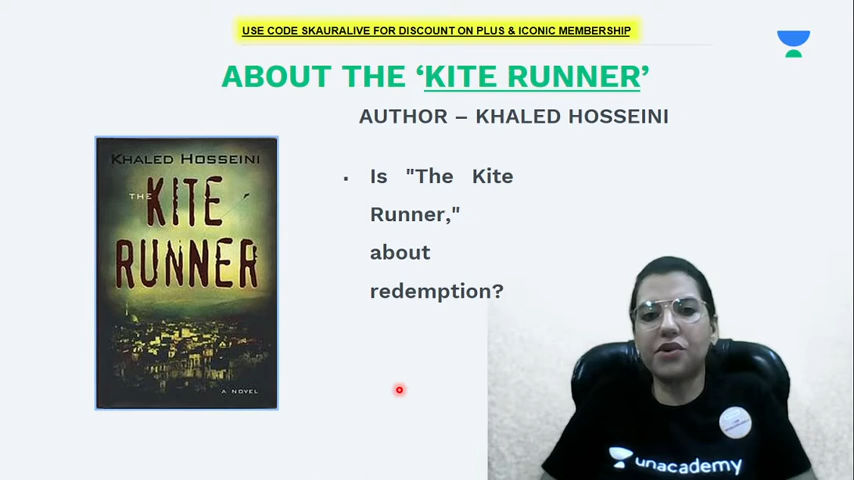 USE CODE SKAURALIVE FOR DISCOUNT ON PLUS & ICONIC MEMBERSHIP
ABOUT THE ‘KITE RUNNER’
AUTHOR – KHALED HOSSEINI
KHALED HOSSEINI
THE KITE
RUNNER
A NOVEL
▪ Is "The Kite
Runner,"
about
redemption?
unacademy